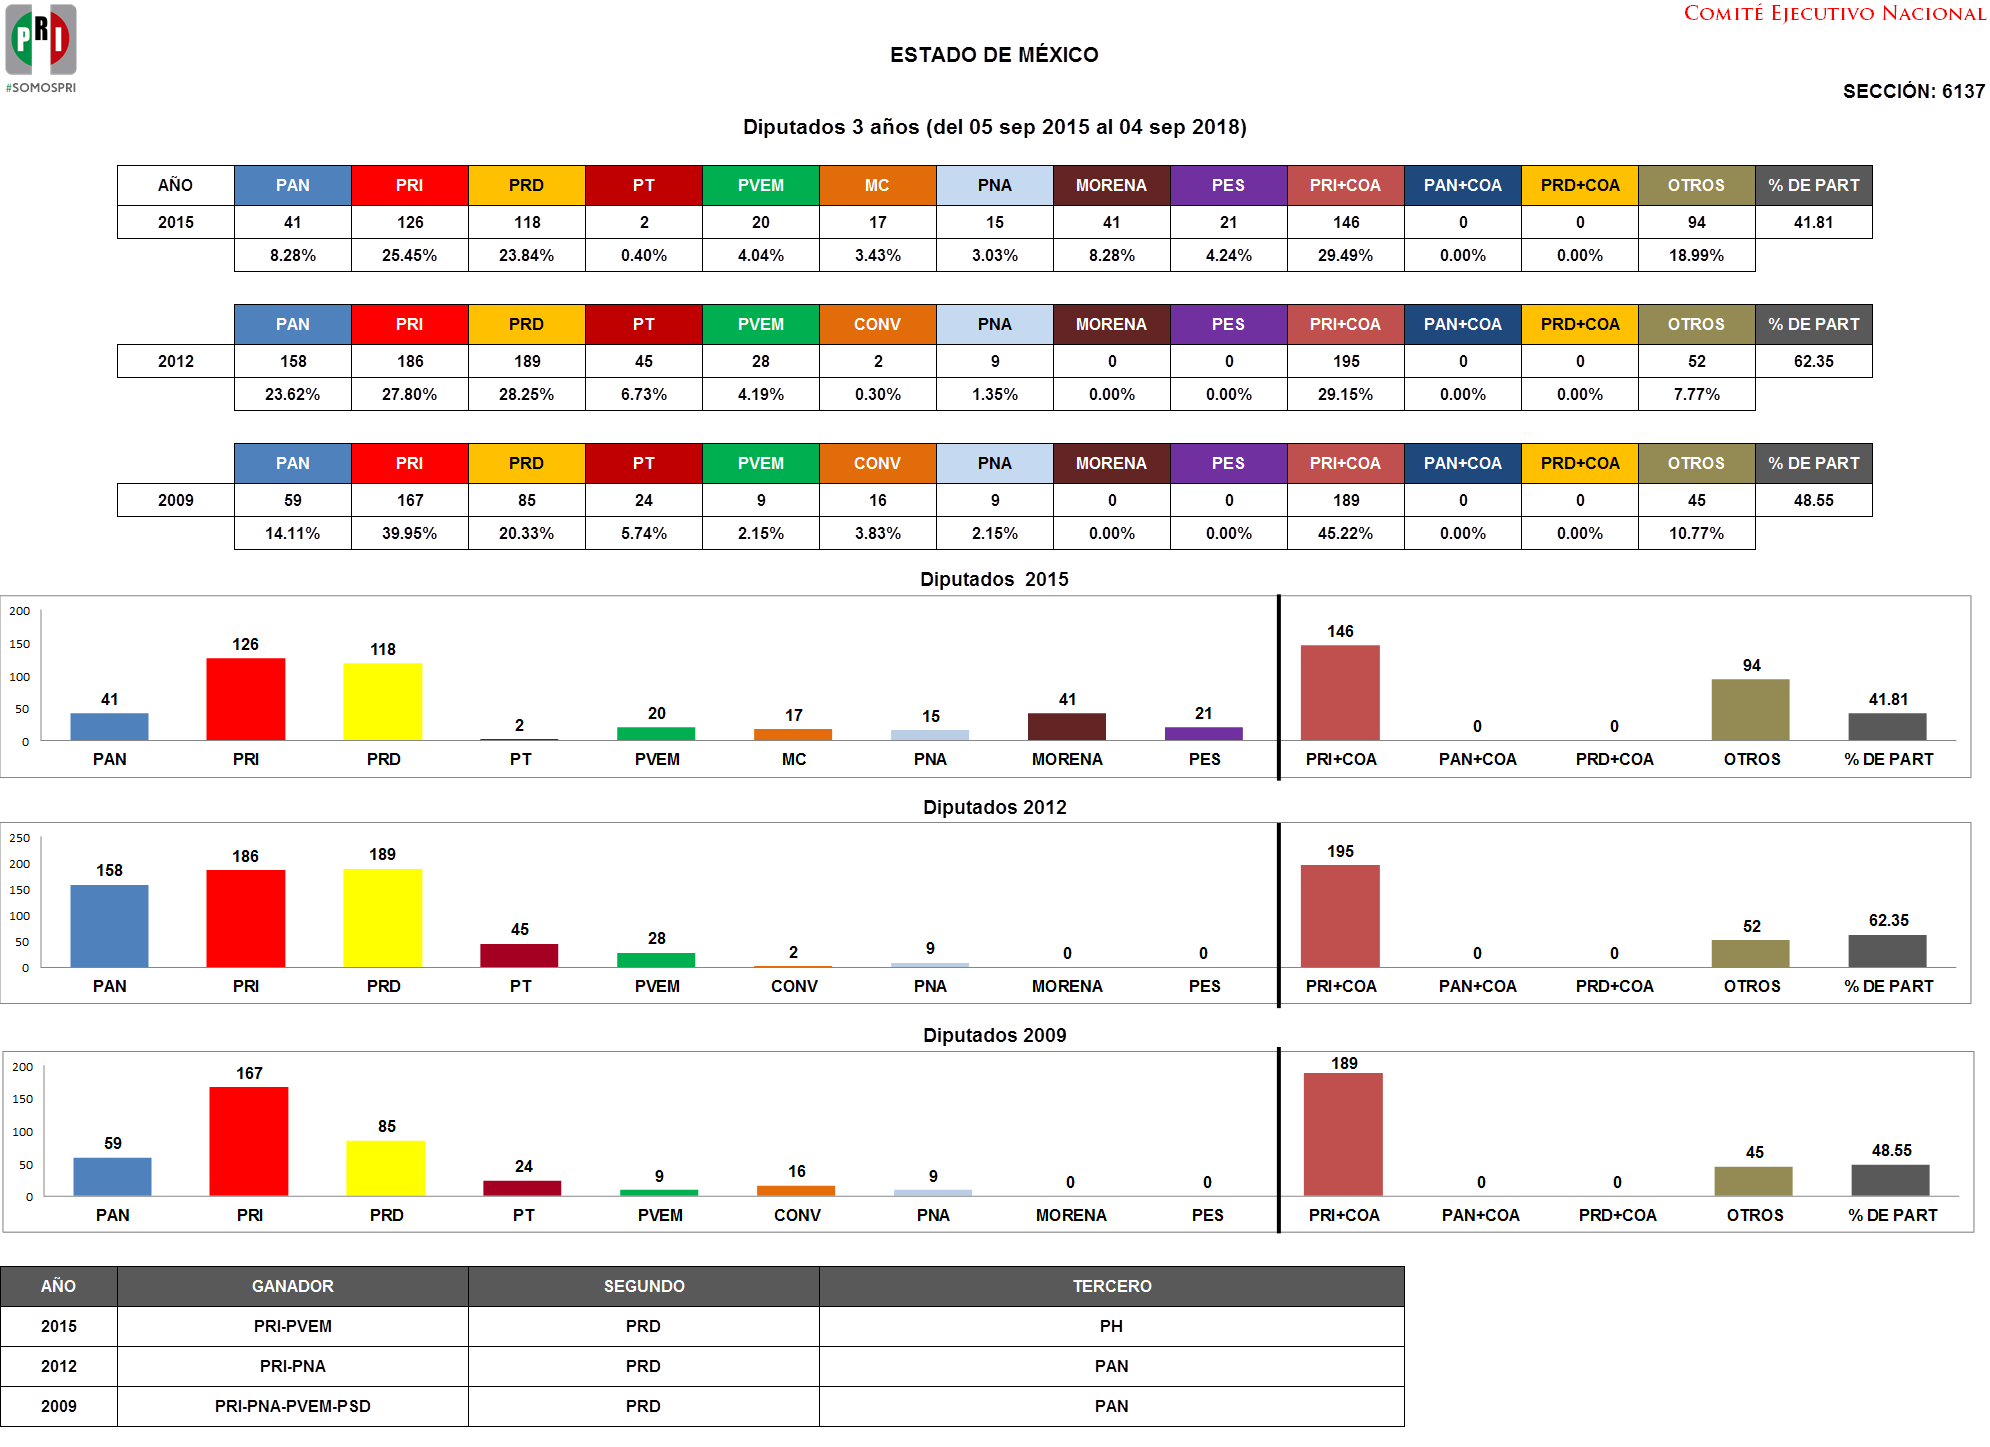 PRI
#SOMOSPRI
COMITÉ EJECUTIVO NACIONAL
ESTADO DE MÉXICO
SECCIÓN: 6137
Diputados 3 años (del 05 sep 2015 al 04 sep 2018)
AÑO PAN PRI PRD PT PVEM MC PNA MORENA PES PRI+COA PAN+COA PRD+COA OTROS % DE PART
2015 41 126 118 2 20 17 15 41 21 146 0 0 94 41.81
8.28% 25.45% 23.84% 0.40% 4.04% 3.43% 3.03% 8.28% 4.24% 29.49% 0.00% 0.00% 18.99%
PAN PRI PRD PT PVEM CONV PNA MORENA PES PRI+COA PAN+COA PRD+COA OTROS % DE PART
2012 158 186 189 45 28 2 9 0 0 195 0 0 52 62.35
23.62% 27.80% 28.25% 6.73% 4.19% 0.30% 1.35% 0.00% 0.00% 29.15% 0.00% 0.00% 7.77%
PAN PRI PRD PT PVEM CONV PNA MORENA PES PRI+COA PAN+COA PRD+COA OTROS % DE PART
2009 59 167 85 24 9 16 9 0 0 189 0 0 45 48.55
14.11% 39.95% 20.33% 5.74% 2.15% 3.83% 2.15% 0.00% 0.00% 45.22% 0.00% 0.00% 10.77%
Diputados 2015
200
150
100
50
0
41 126 118 2 20 17 15 41 21 146 0 0 94 41.81
PAN PRI PRD PT PVEM MC PNA MORENA PES PRI+COA PAN+COA PRD+COA OTROS % DE PART
Diputados 2012
250
200
150
100
50
0
158 186 189 45 28 2 9 0 0 195 0 0 52 62.35
PAN PRI PRD PT PVEM CONV PNA MORENA PES PRI+COA PAN+COA PRD+COA OTROS % DE PART
Diputados 2009
200
150
100
50
0
59 167 85 24 9 16 9 0 0 189 0 0 45 48.55
PAN PRI PRD PT PVEM CONV PNA MORENA PES PRI+COA PAN+COA PRD+COA OTROS % DE PART
AÑO GANADOR SEGUNDO TERCERO
2015 PRI-PVEM PRD PH
2012 PRI-PNA PRD PAN
2009 PRI-PNA-PVEM-PSD PRD PAN